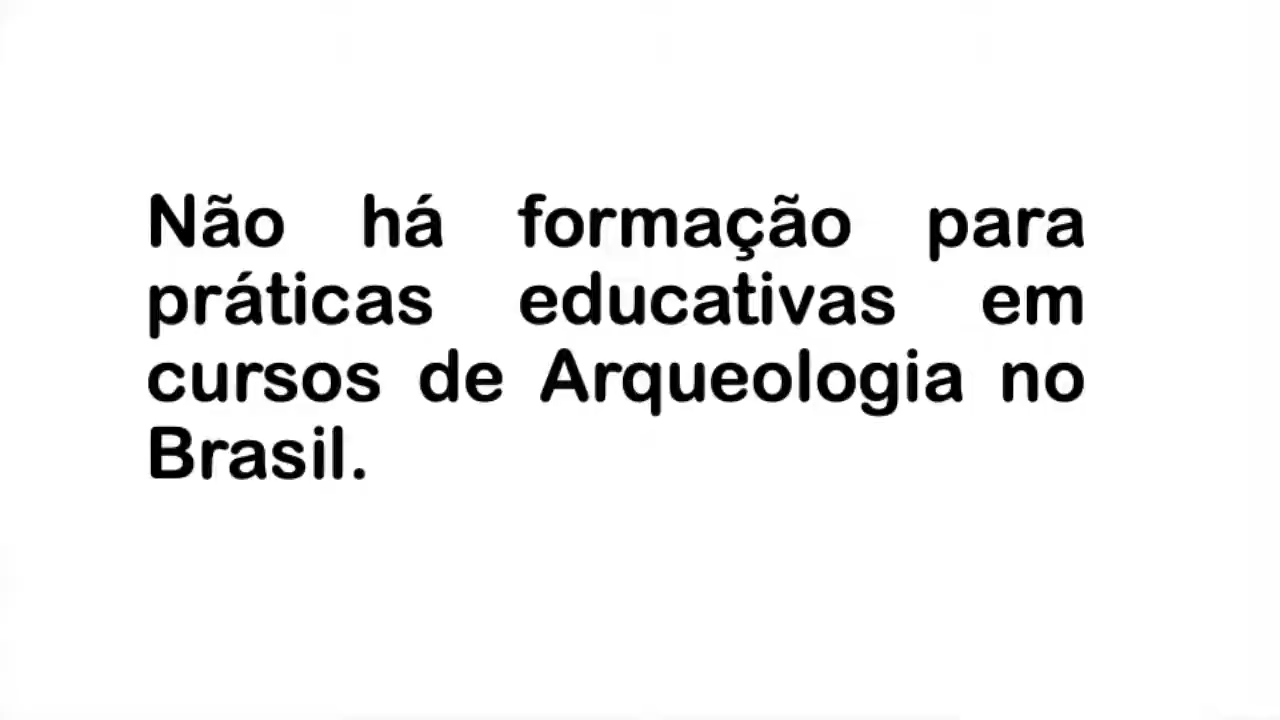 Não há formação para
práticas educativas em
cursos de Arqueologia no
Brasil.